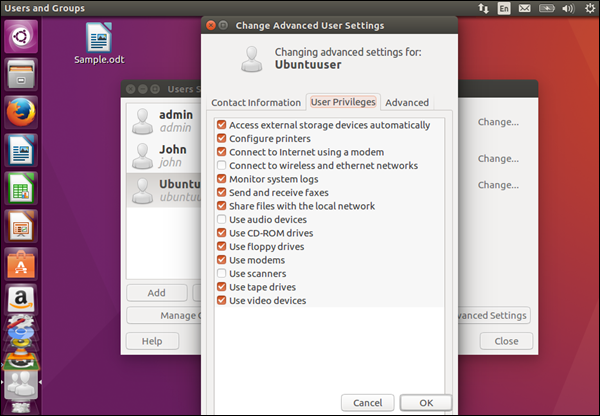 Users and Groups
En
Sample.odt
Change Advanced User Settings
Changing advanced settings for:
Ubuntuuser
Contact Information
User Privileges
Advanced
Access external storage devices automatically
Configure printers
Connect to Internet using a modem
Connect to wireless and ethernet networks
Monitor system logs
Send and receive faxes
Share files with the local network
Use audio devices
Use CD-ROM drives
Use floppy drives
Use modems
Use scanners
Use tape drives
Use video devices
Cancel
OK
Users S
admin
admin
John
john
Ubuntu
ubuntuu
Change...
Change...
Change...
Add
Manage G
vanced Settings
Help
Close